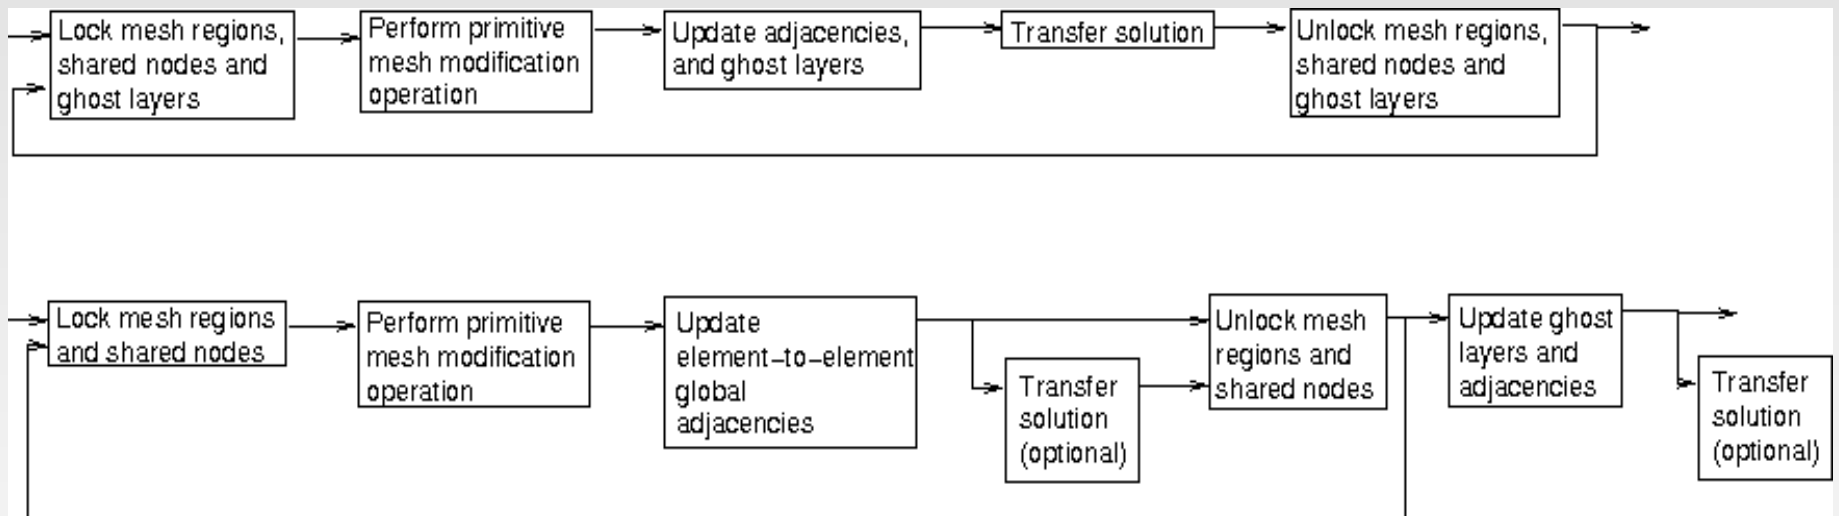 Lock mesh regions,
shared nodes and
ghost layers
Perform primitive
mesh modification
operation
Update adjacencies,
and ghost layers
Transfer solution
Unlock mesh regions,
shared nodes and
ghost layers
Lock mesh regions
and shared nodes
Perform primitive
mesh modification
operation
Update
element−to−element
global
adjacencies
Transfer
solution
(optional)
Unlock mesh
regions and
shared nodes
Update ghost
layers and
adjacencies
Transfer
solution
(optional)